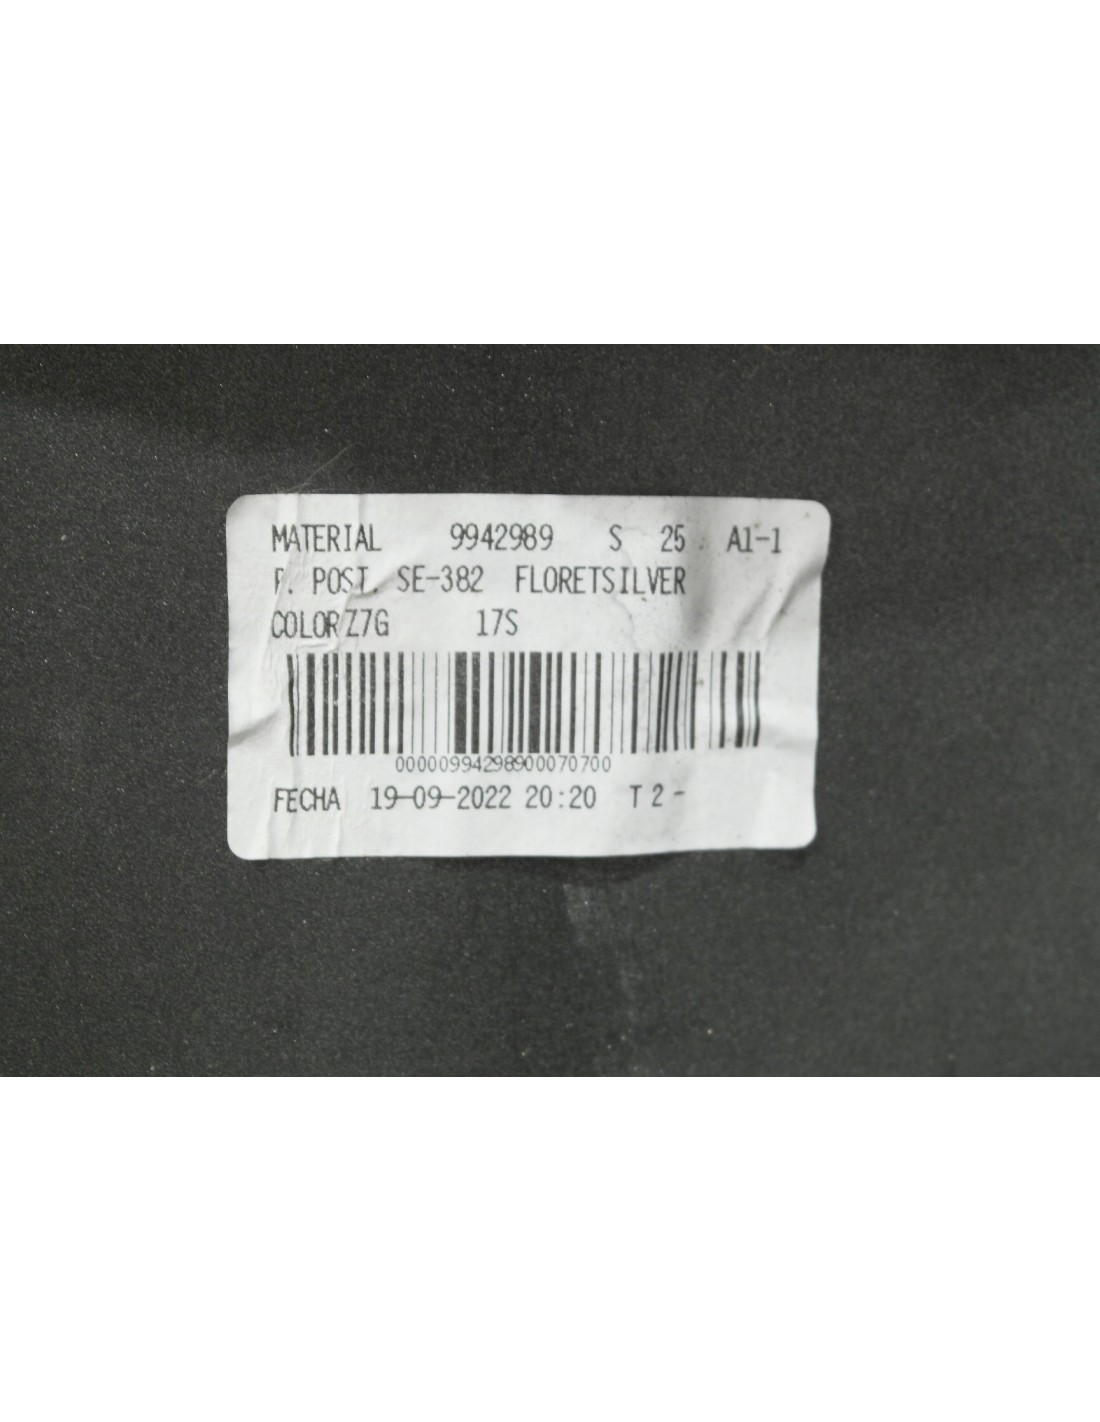 MATERIAL 9942989 S 25 A1-1
P. POST. SE-382 FLORETSILVER
COLOR Z7G 17S
00000994298900070700
FECHA 19-09-2022 20:20 T 2 -